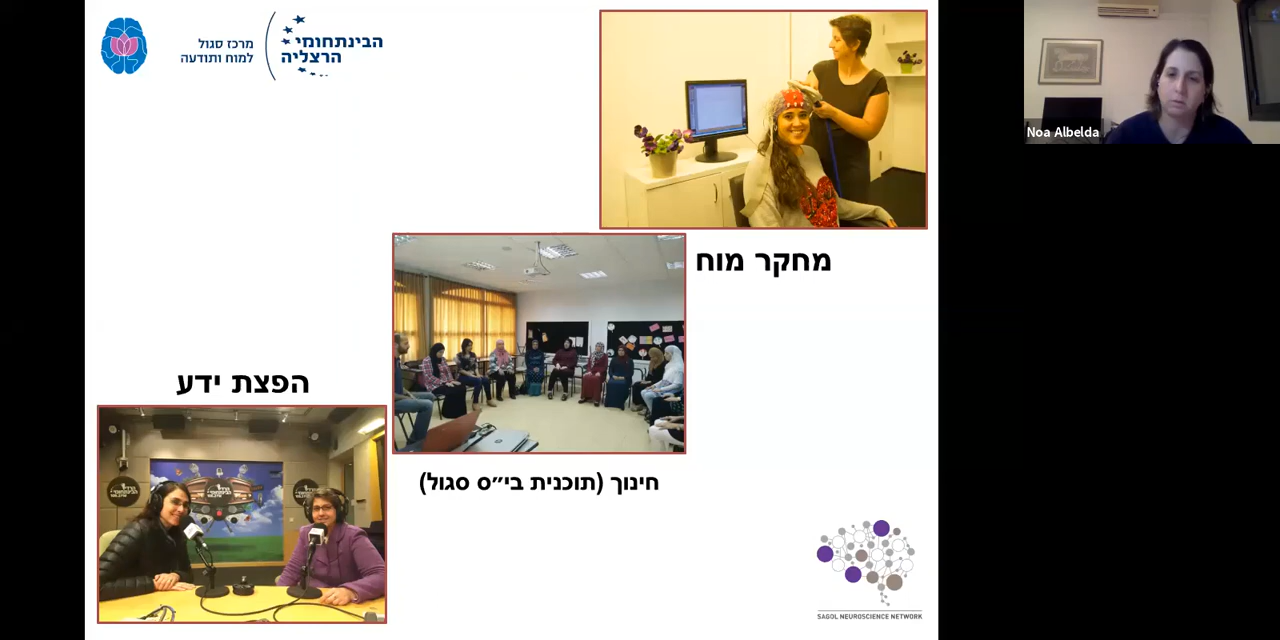 הבינתחומי
הרצליה
מרכז סגול
למוח ותודעה
Noa Albelda
מחקר מוח
הפצת ידע
חינוך (תוכנית בי״ס סגול)
SAGOL NEUROSCIENCE NETWORK